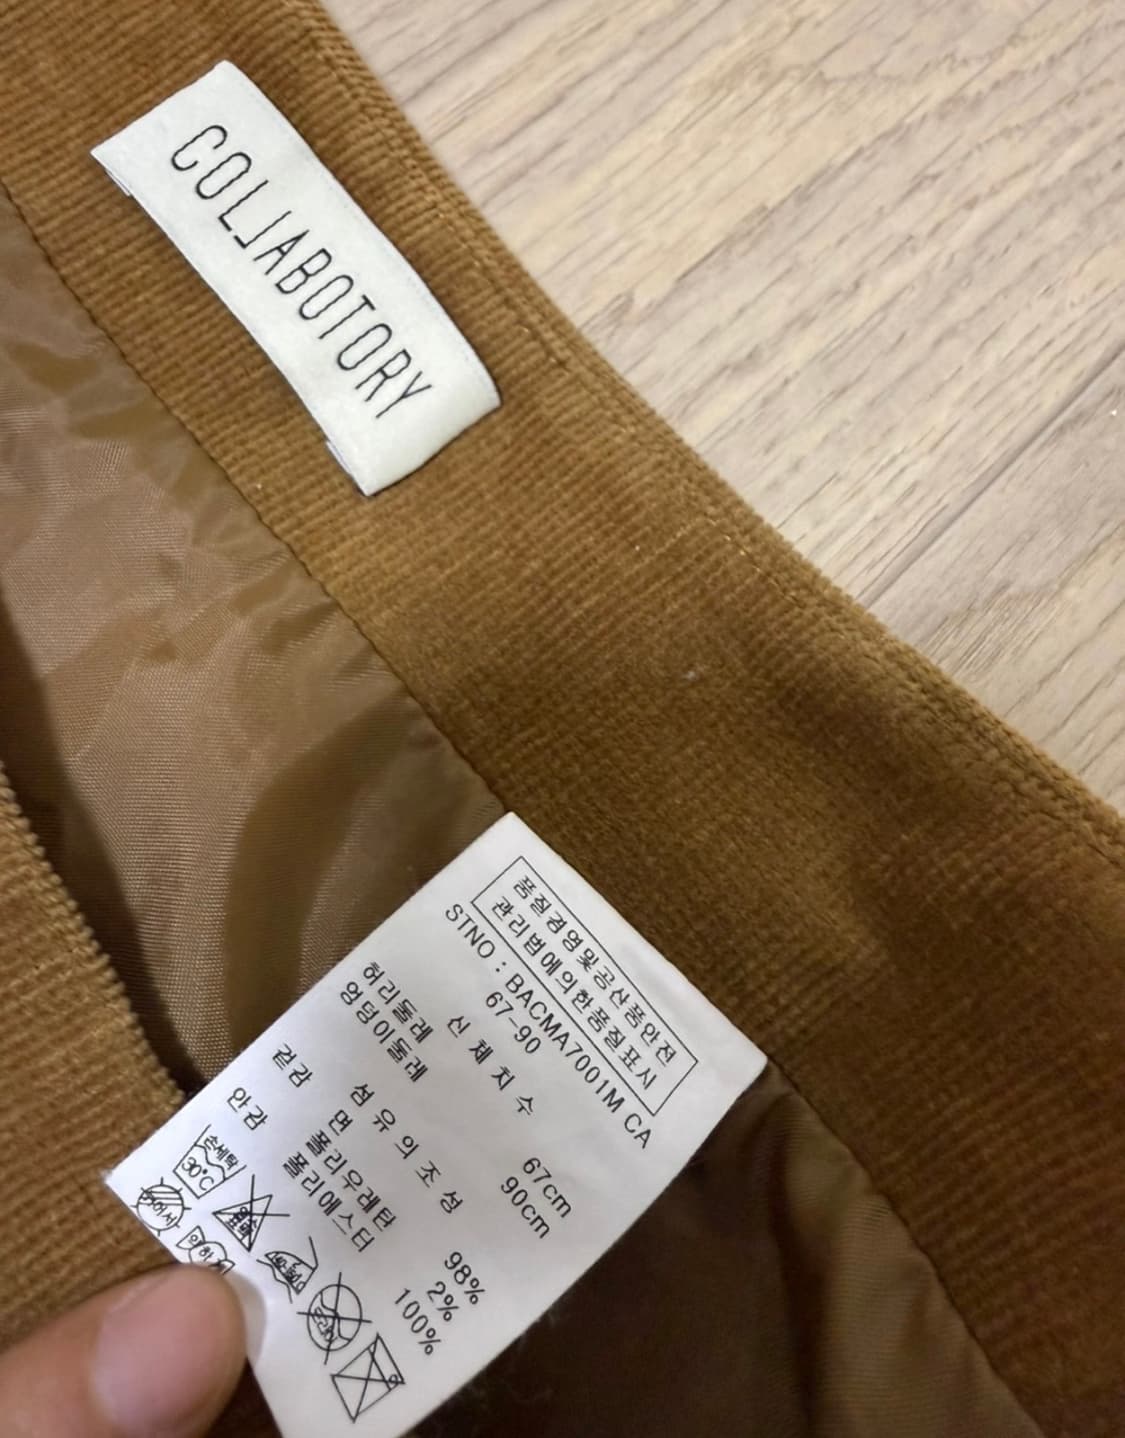 COLLABOTORY
품질경영및공산품안전
관리법에의한품질표시
STNO : BACMA7001M CA
67-90
신 체 치 수
허리둘레 67cm
엉덩이둘레 90cm
섬 유 의 조 성
겉감 면 98%
폴리우레탄 2%
안감 폴리에스터 100%
손세탁
30°C